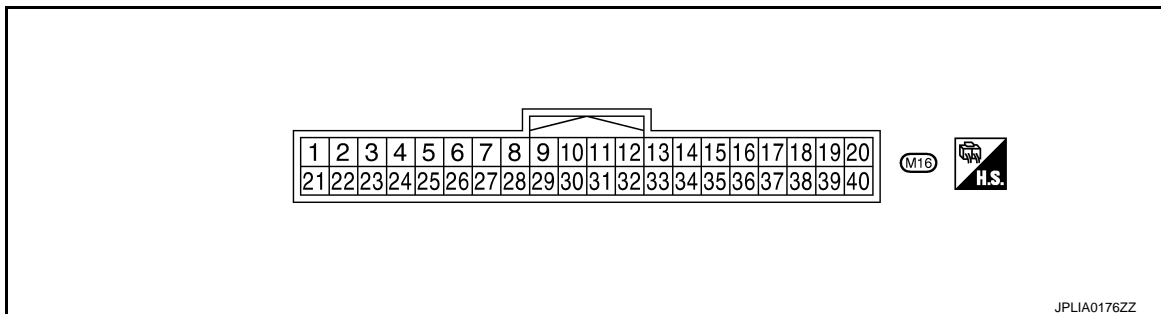 1 2 3 4 5 6 7 8 9 10 11 12 13 14 15 16 17 18 19 20
21 22 23 24 25 26 27 28 29 30 31 32 33 34 35 36 37 38 39 40
M16
H.S.
JPLIA0176ZZ